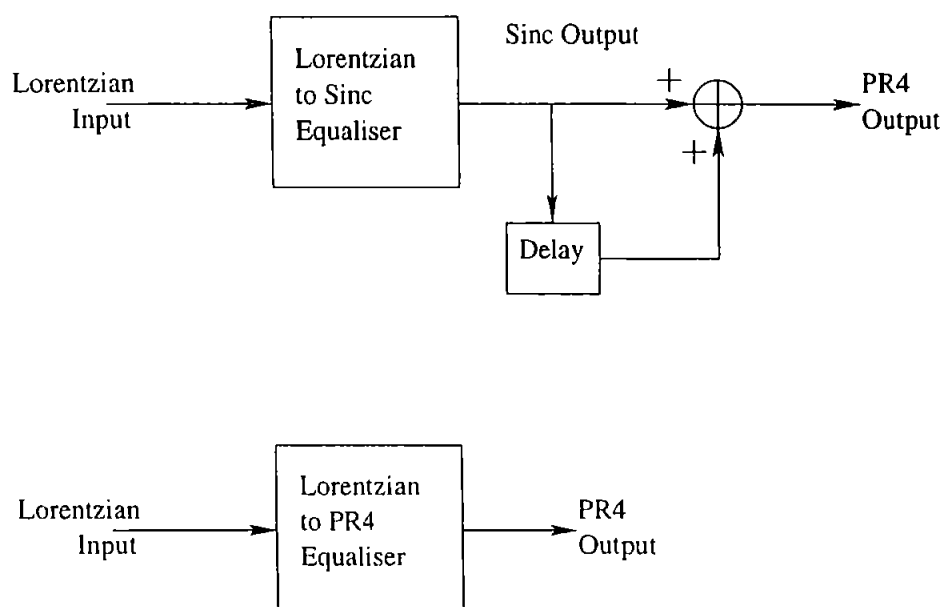 Sinc Output
Lorentzian
Input
Lorentzian
to Sinc
Equaliser
+
+
PR4
Output
Delay
Lorentzian
Input
Lorentzian
to PR4
Equaliser
PR4
Output